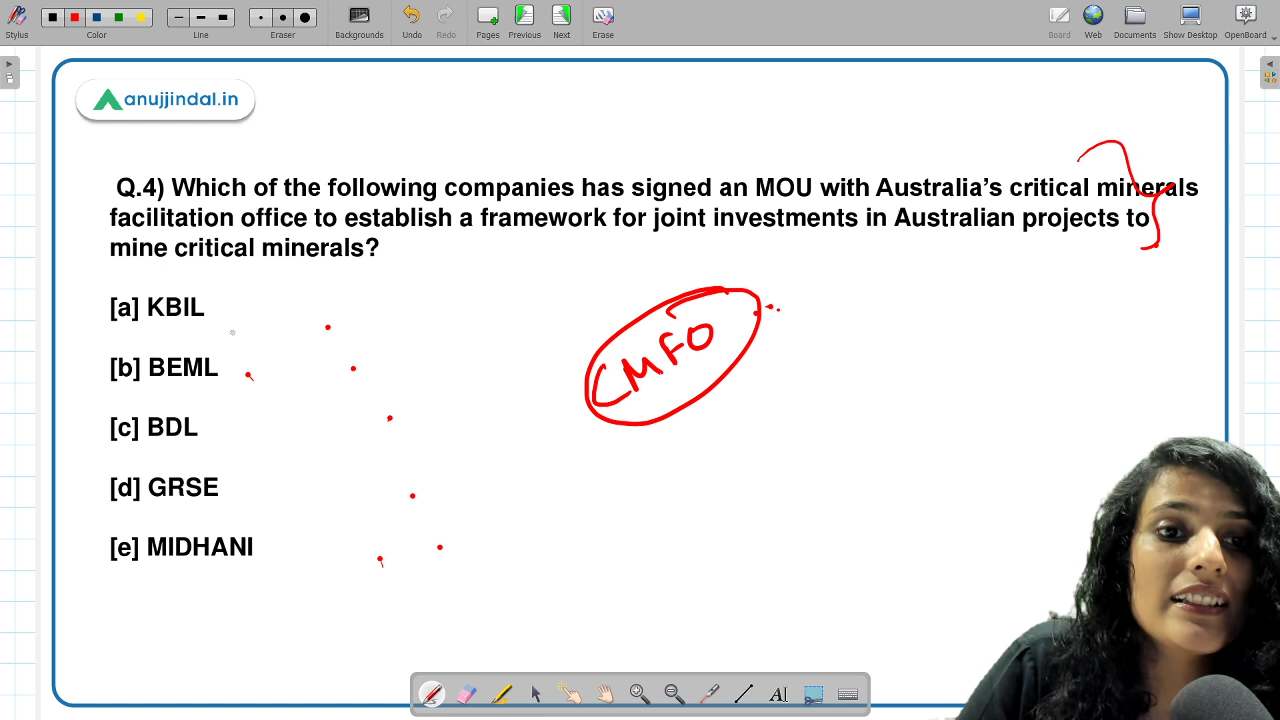 Stylus Color Line Eraser Backgrounds Undo Redo Pages Previous Next Erase Board Web Documents Show Desktop OpenBoard
anujjindal.in
Q.4) Which of the following companies has signed an MOU with Australia’s critical minerals
facilitation office to establish a framework for joint investments in Australian projects to
mine critical minerals?
[a] KBIL
CMFO
[b] BEML
[c] BDL
[d] GRSE
[e] MIDHANI
AI